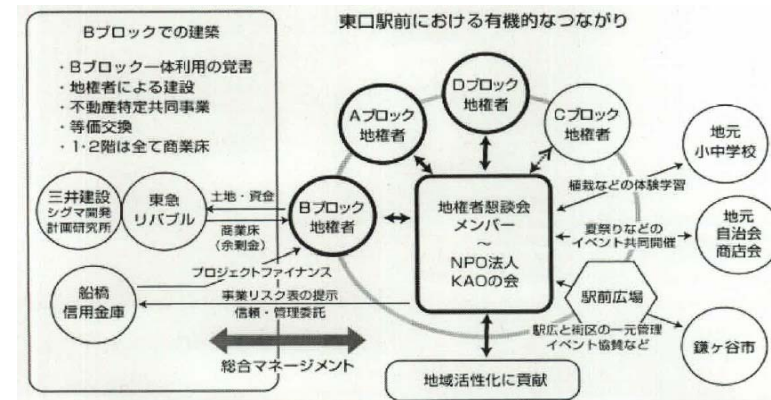 東口駅前における有機的なつながり
Bブロックでの建築
・Bブロック一体利用の覚書
・地権者による建設
・不動産特定共同事業
・等価交換
・1・2階は全て商業床
三井建設
シグマ開発
計画研究所
東急
リバブル
土地・資金
商業床
(余剰金)
Bブロック
地権者
Aブロック
地権者
Dブロック
地権者
Cブロック
地権者
船橋
信用金庫
プロジェクトファイナンス
事業リスク表の提示
信頼・管理委託
総合マネージメント
地権者懇談会
メンバー
~
NPO法人
KAOの会
植栽などの体験学習
地元
小中学校
夏祭りなどの
イベント共同開催
地元
自治会
商店会
駅前広場
駅広と街区の一元管理
イベント協賛など
鎌ヶ谷市
地域活性化に貢献